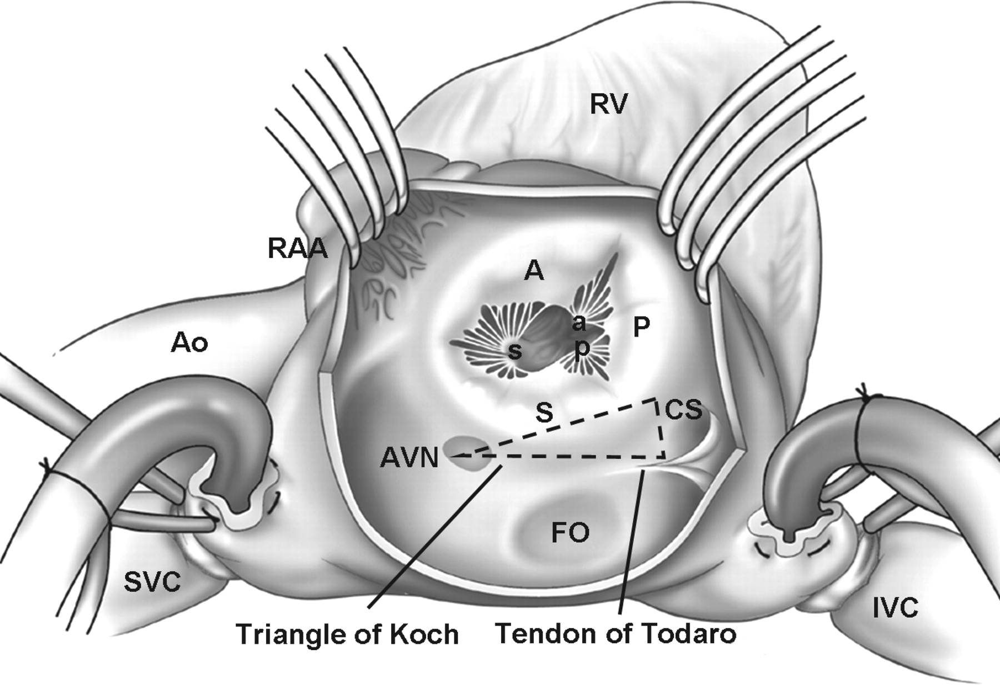 RV
RAA
A
a
P
Ao
s
p
S
CS
AVN
FO
SVC
IVC
Triangle of Koch
Tendon of Todaro